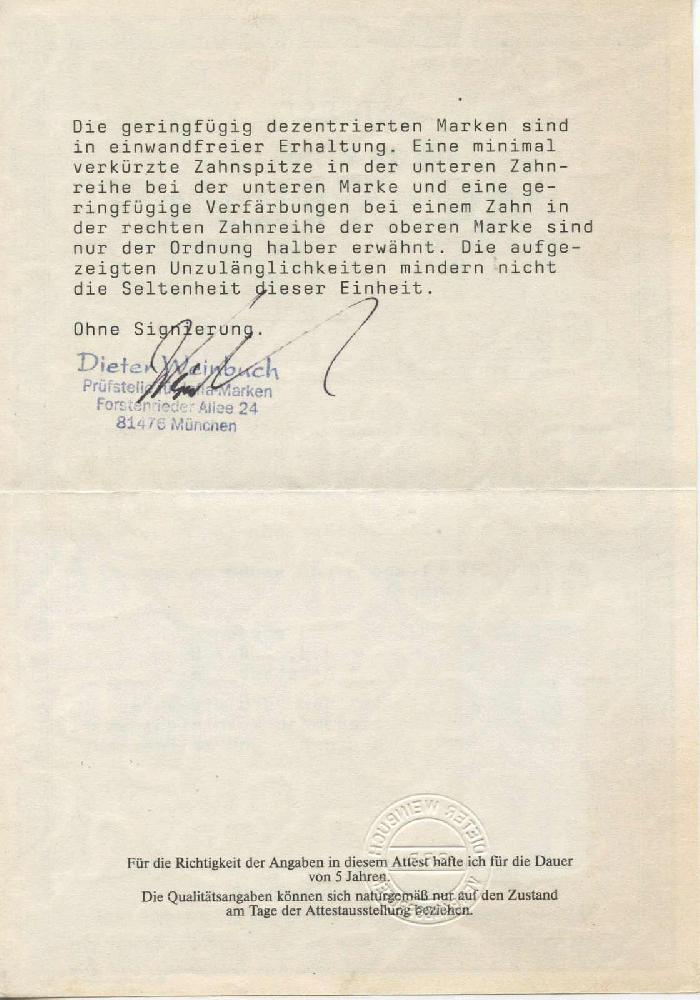 Die geringfügig dezentrierten Marken sind
in einwandfreier Erhaltung. Eine minimal
verkürzte Zahnspitze in der unteren Zahn-
reihe bei der unteren Marke und eine ge-
ringfügige Verfärbungen bei einem Zahn in
der rechten Zahnreihe der oberen Marke sind
nur der Ordnung halber erwähnt. Die aufge-
zeigten Unzulänglichkeiten mindern nicht
die Seltenheit dieser Einheit.
Ohne Signierung.
Dieter Weinbuch
Prüfstelle Marken
Forstenrieder Allee 24
81476 München
DIETER WEINBUCH
Für die Richtigkeit der Angaben in diesem Attest hafte ich für die Dauer
von 5 Jahren.
Die Qualitätsangaben können sich naturgemäß nur auf den Zustand
am Tage der Attestausstellung beziehen.